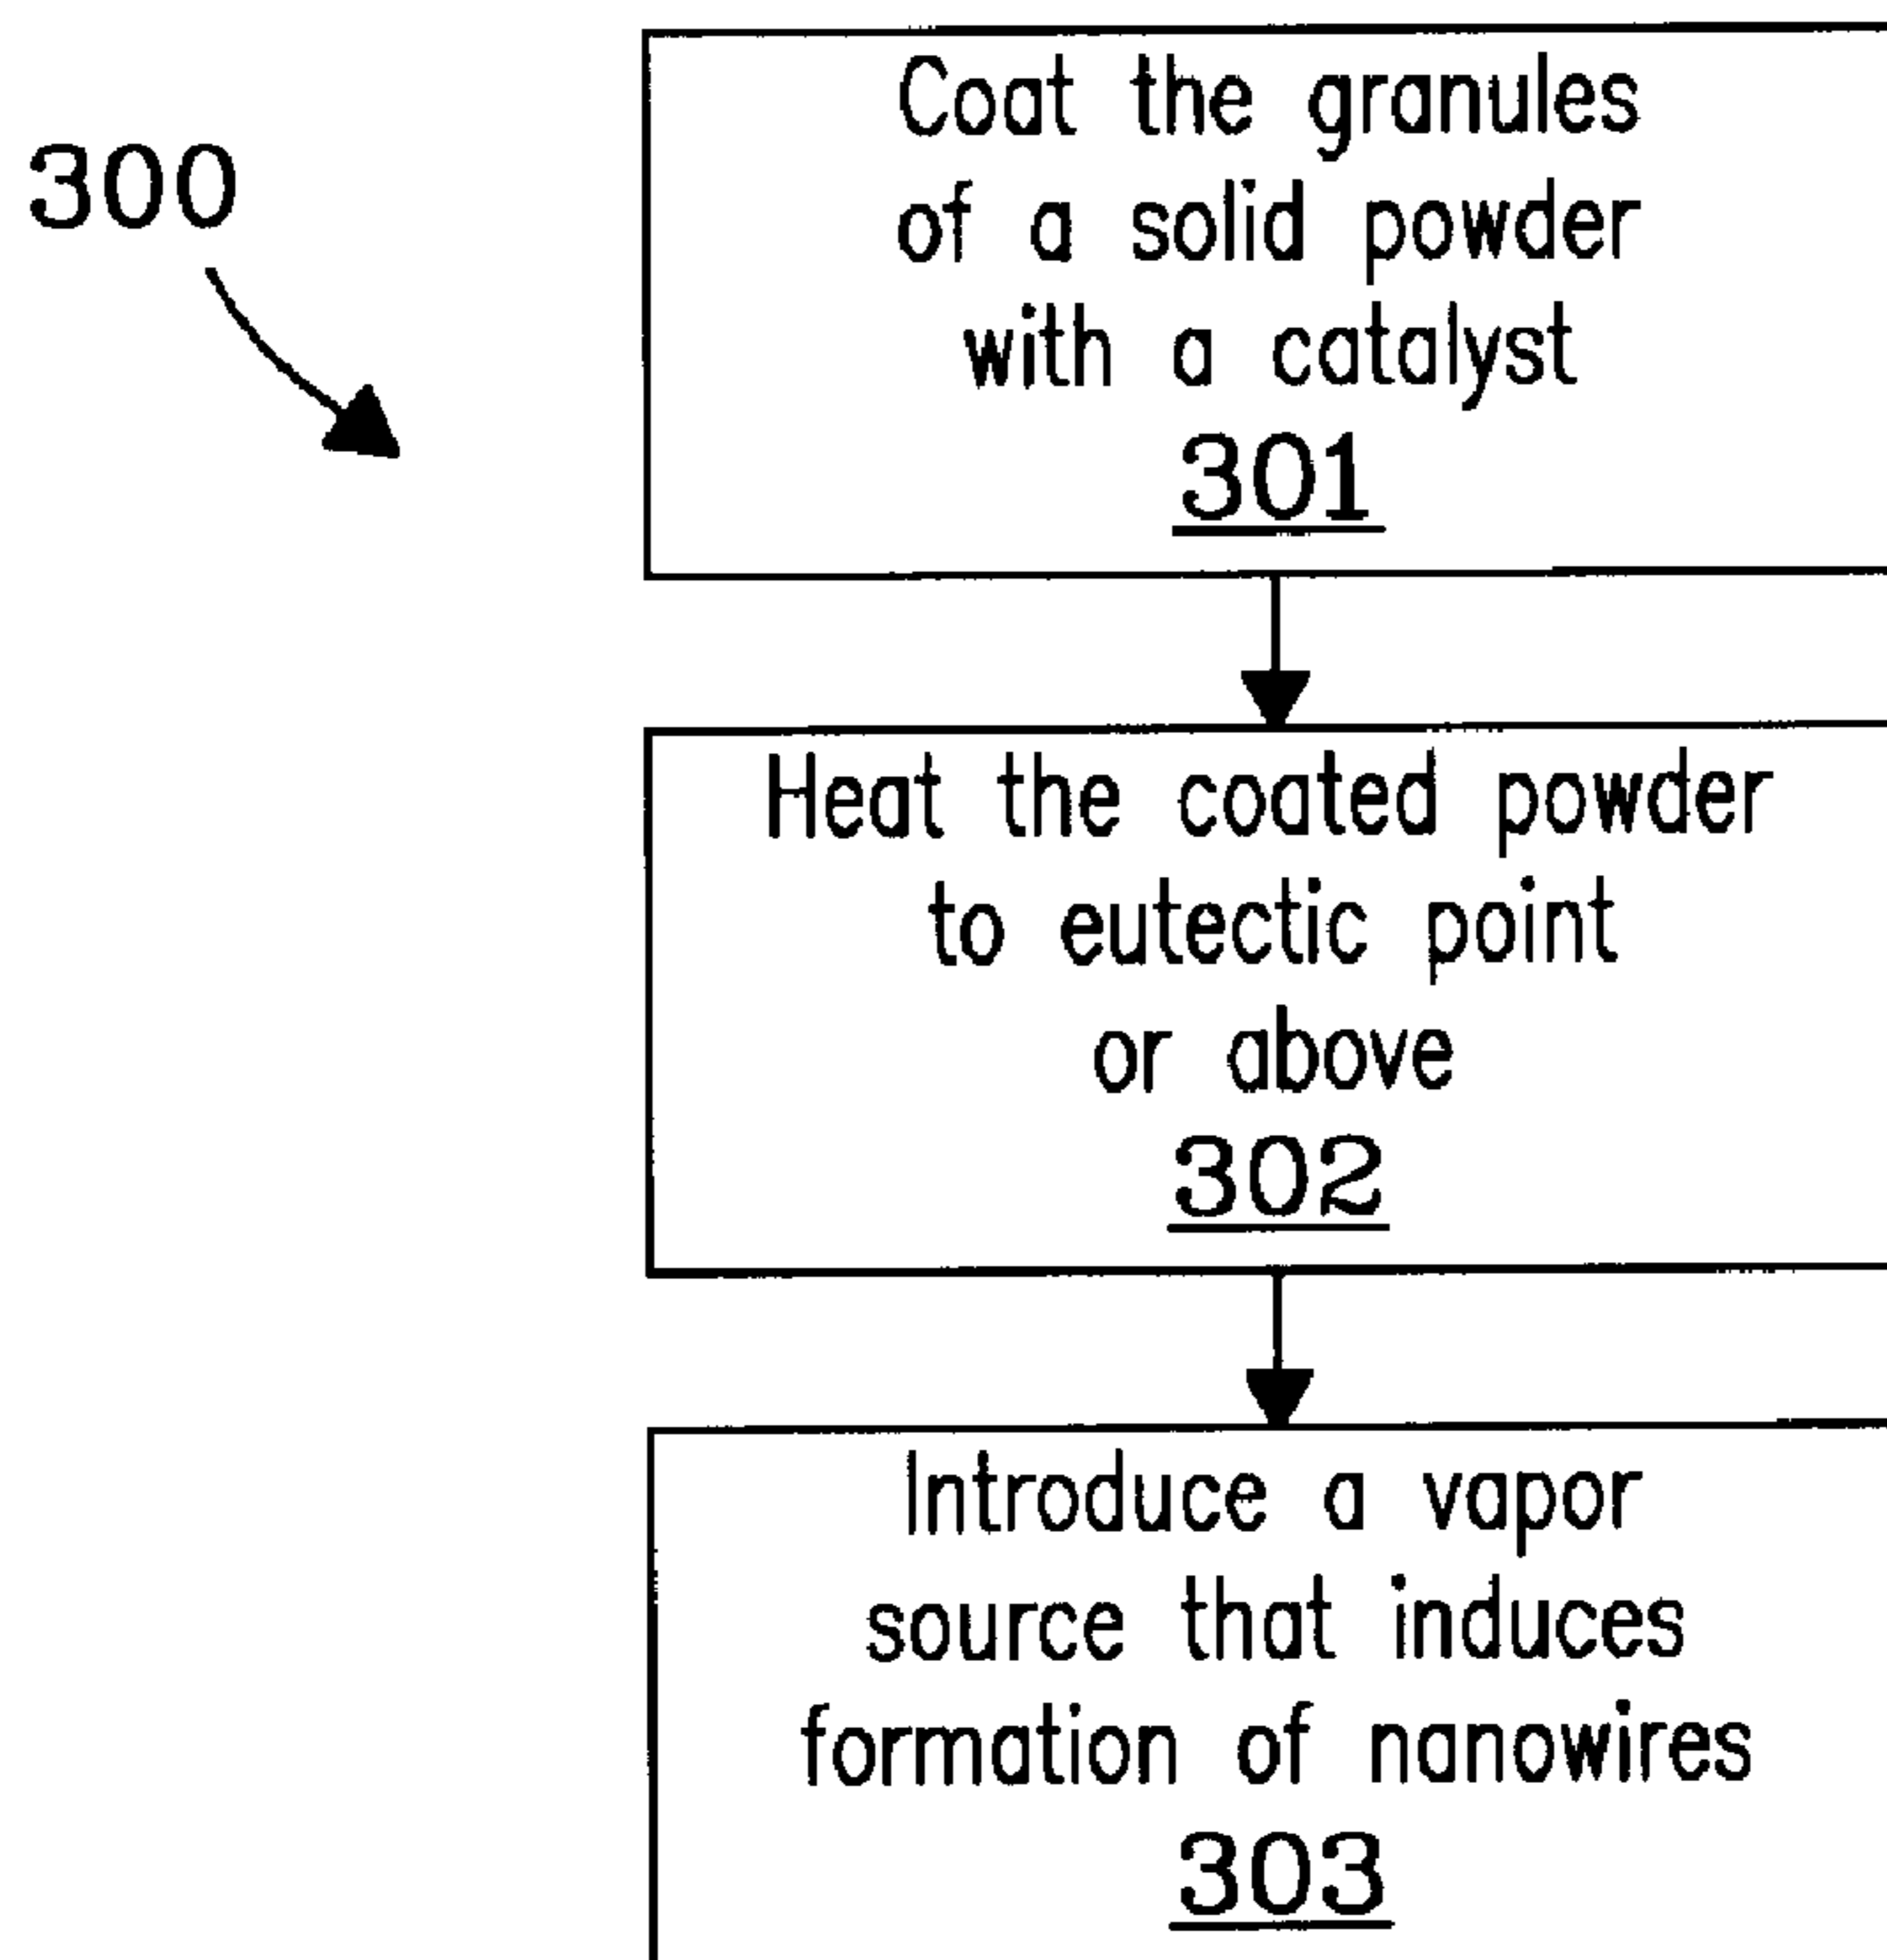 300
Coat the granules
of a solid powder
with a catalyst
301
Heat the coated powder
to eutectic point
or above
302
Introduce a vapor
source that induces
formation of nanowires
303